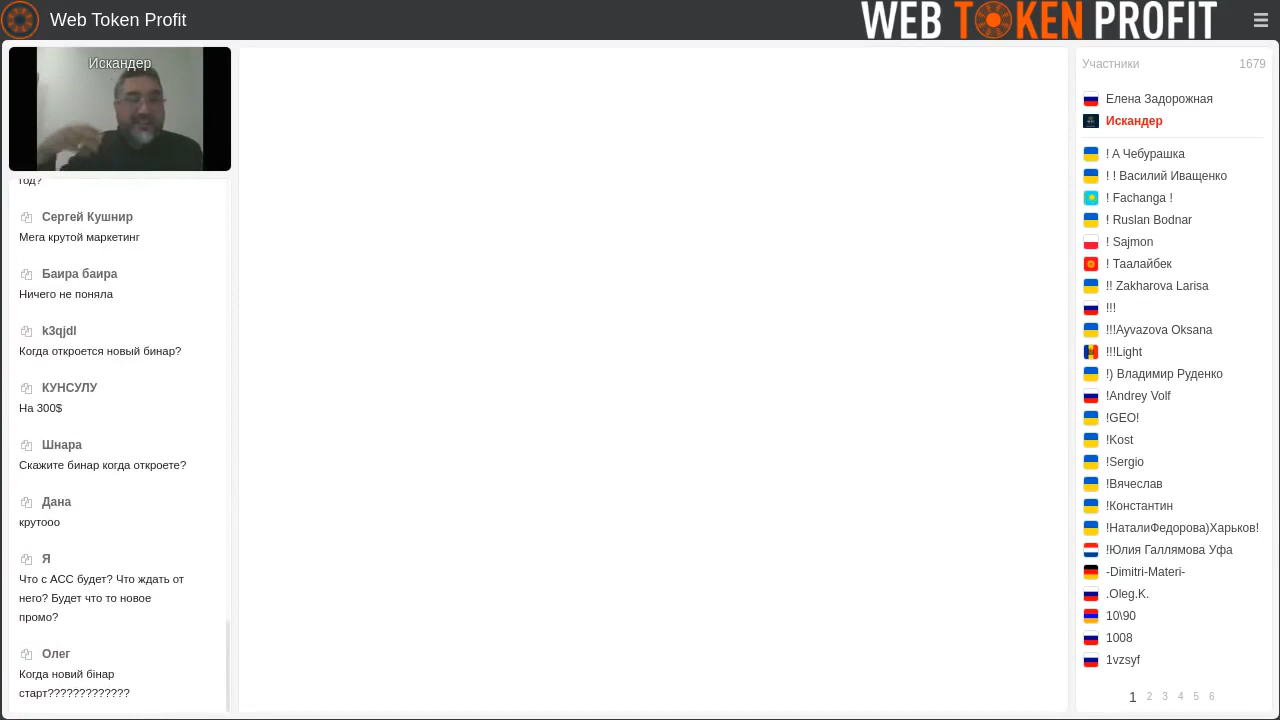 Web Token Profit
WEB TOKEN PROFIT
Искандер
год?
Сергей Кушнир
Мега крутой маркетинг
Баира баира
Ничего не поняла
k3qjdl
Когда откроется новый бинар?
КУНСУЛУ
На 300$
Шнара
Скажите бинар когда откроете?
Дана
крутооо
Я
Что с АСС будет? Что ждать от
него? Будет что то новое
промо?
Олег
Когда новий бінар
старт?????????????
Участники 1679
Елена Задорожная
Искандер
! А Чебурашка
! ! Василий Иващенко
! Fachanga !
! Ruslan Bodnar
! Sajmon
! Таалайбек
!! Zakharova Larisa
!!!
!!!Ayvazova Oksana
!!!Light
!) Владимир Руденко
!Andrey Volf
!GEO!
!Kost
!Sergio
!Вячеслав
!Константин
!НаталиФедорова)Харьков!
!Юлия Галлямова Уфа
-Dimitri-Materi-
.Oleg.K.
10\90
1008
1vzsyf
1 2 3 4 5 6